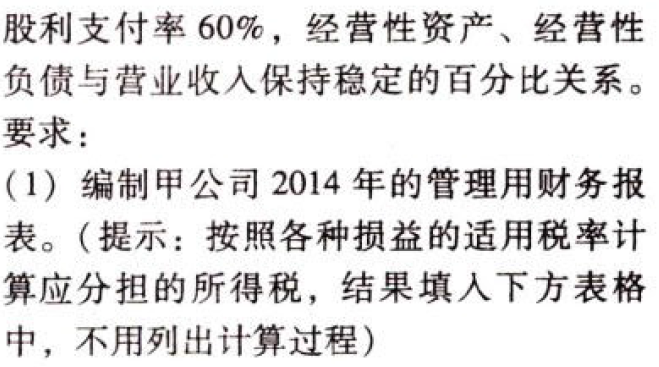 股利支付率 60%，经营性资产、经营性
负债与营业收入保持稳定的百分比关系。
要求：
(1) 编制甲公司 2014 年的管理用财务报
表。(提示：按照各种损益的适用税率计
算应分担的所得税，结果填入下方表格
中，不用列出计算过程)